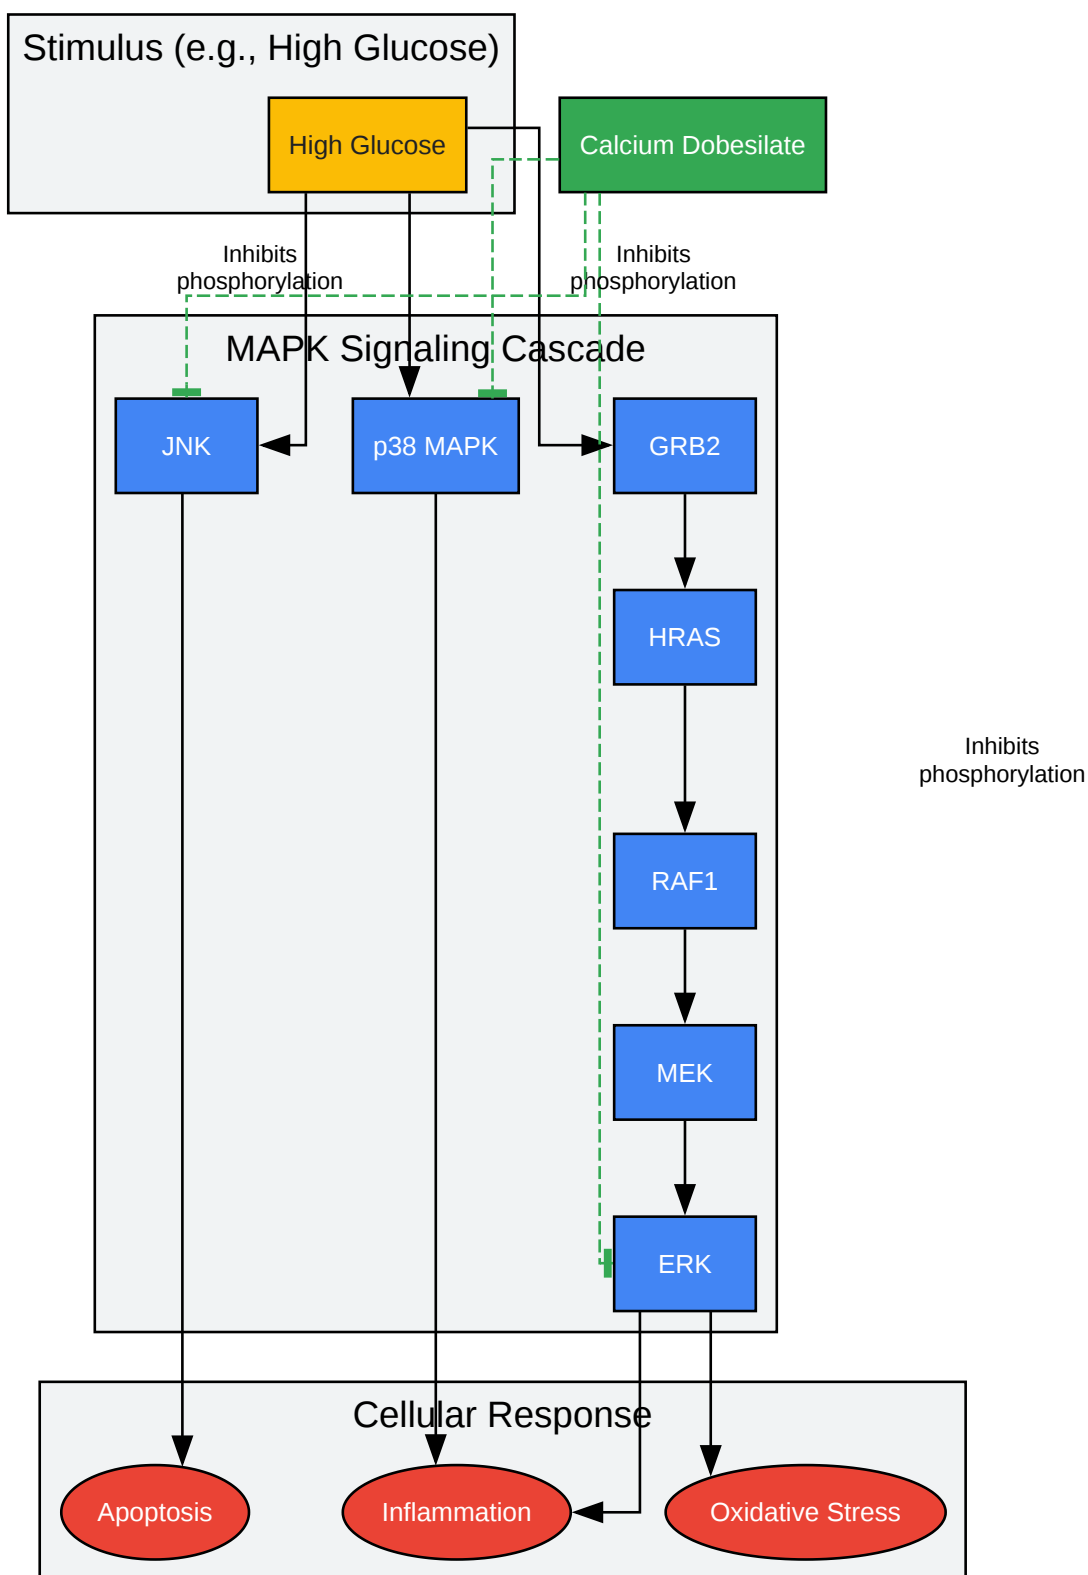 Stimulus (e.g., High Glucose)
High Glucose
Calcium Dobesilate
Inhibits
phosphorylation
Inhibits
phosphorylation
MAPK Signaling Cascade
JNK
p38 MAPK
GRB2
HRAS
Inhibits
phosphorylation
RAF1
MEK
ERK
Cellular Response
Apoptosis
Inflammation
Oxidative Stress